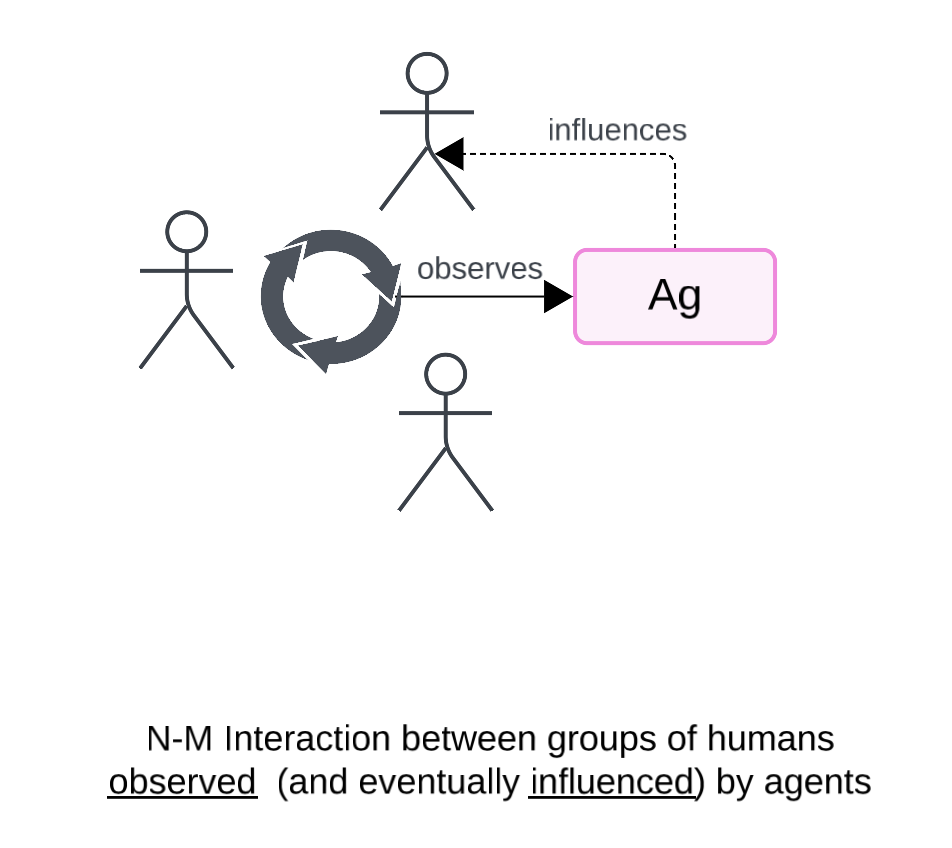 influences
observes
Ag
N-M Interaction between groups of humans
observed (and eventually influenced) by agents